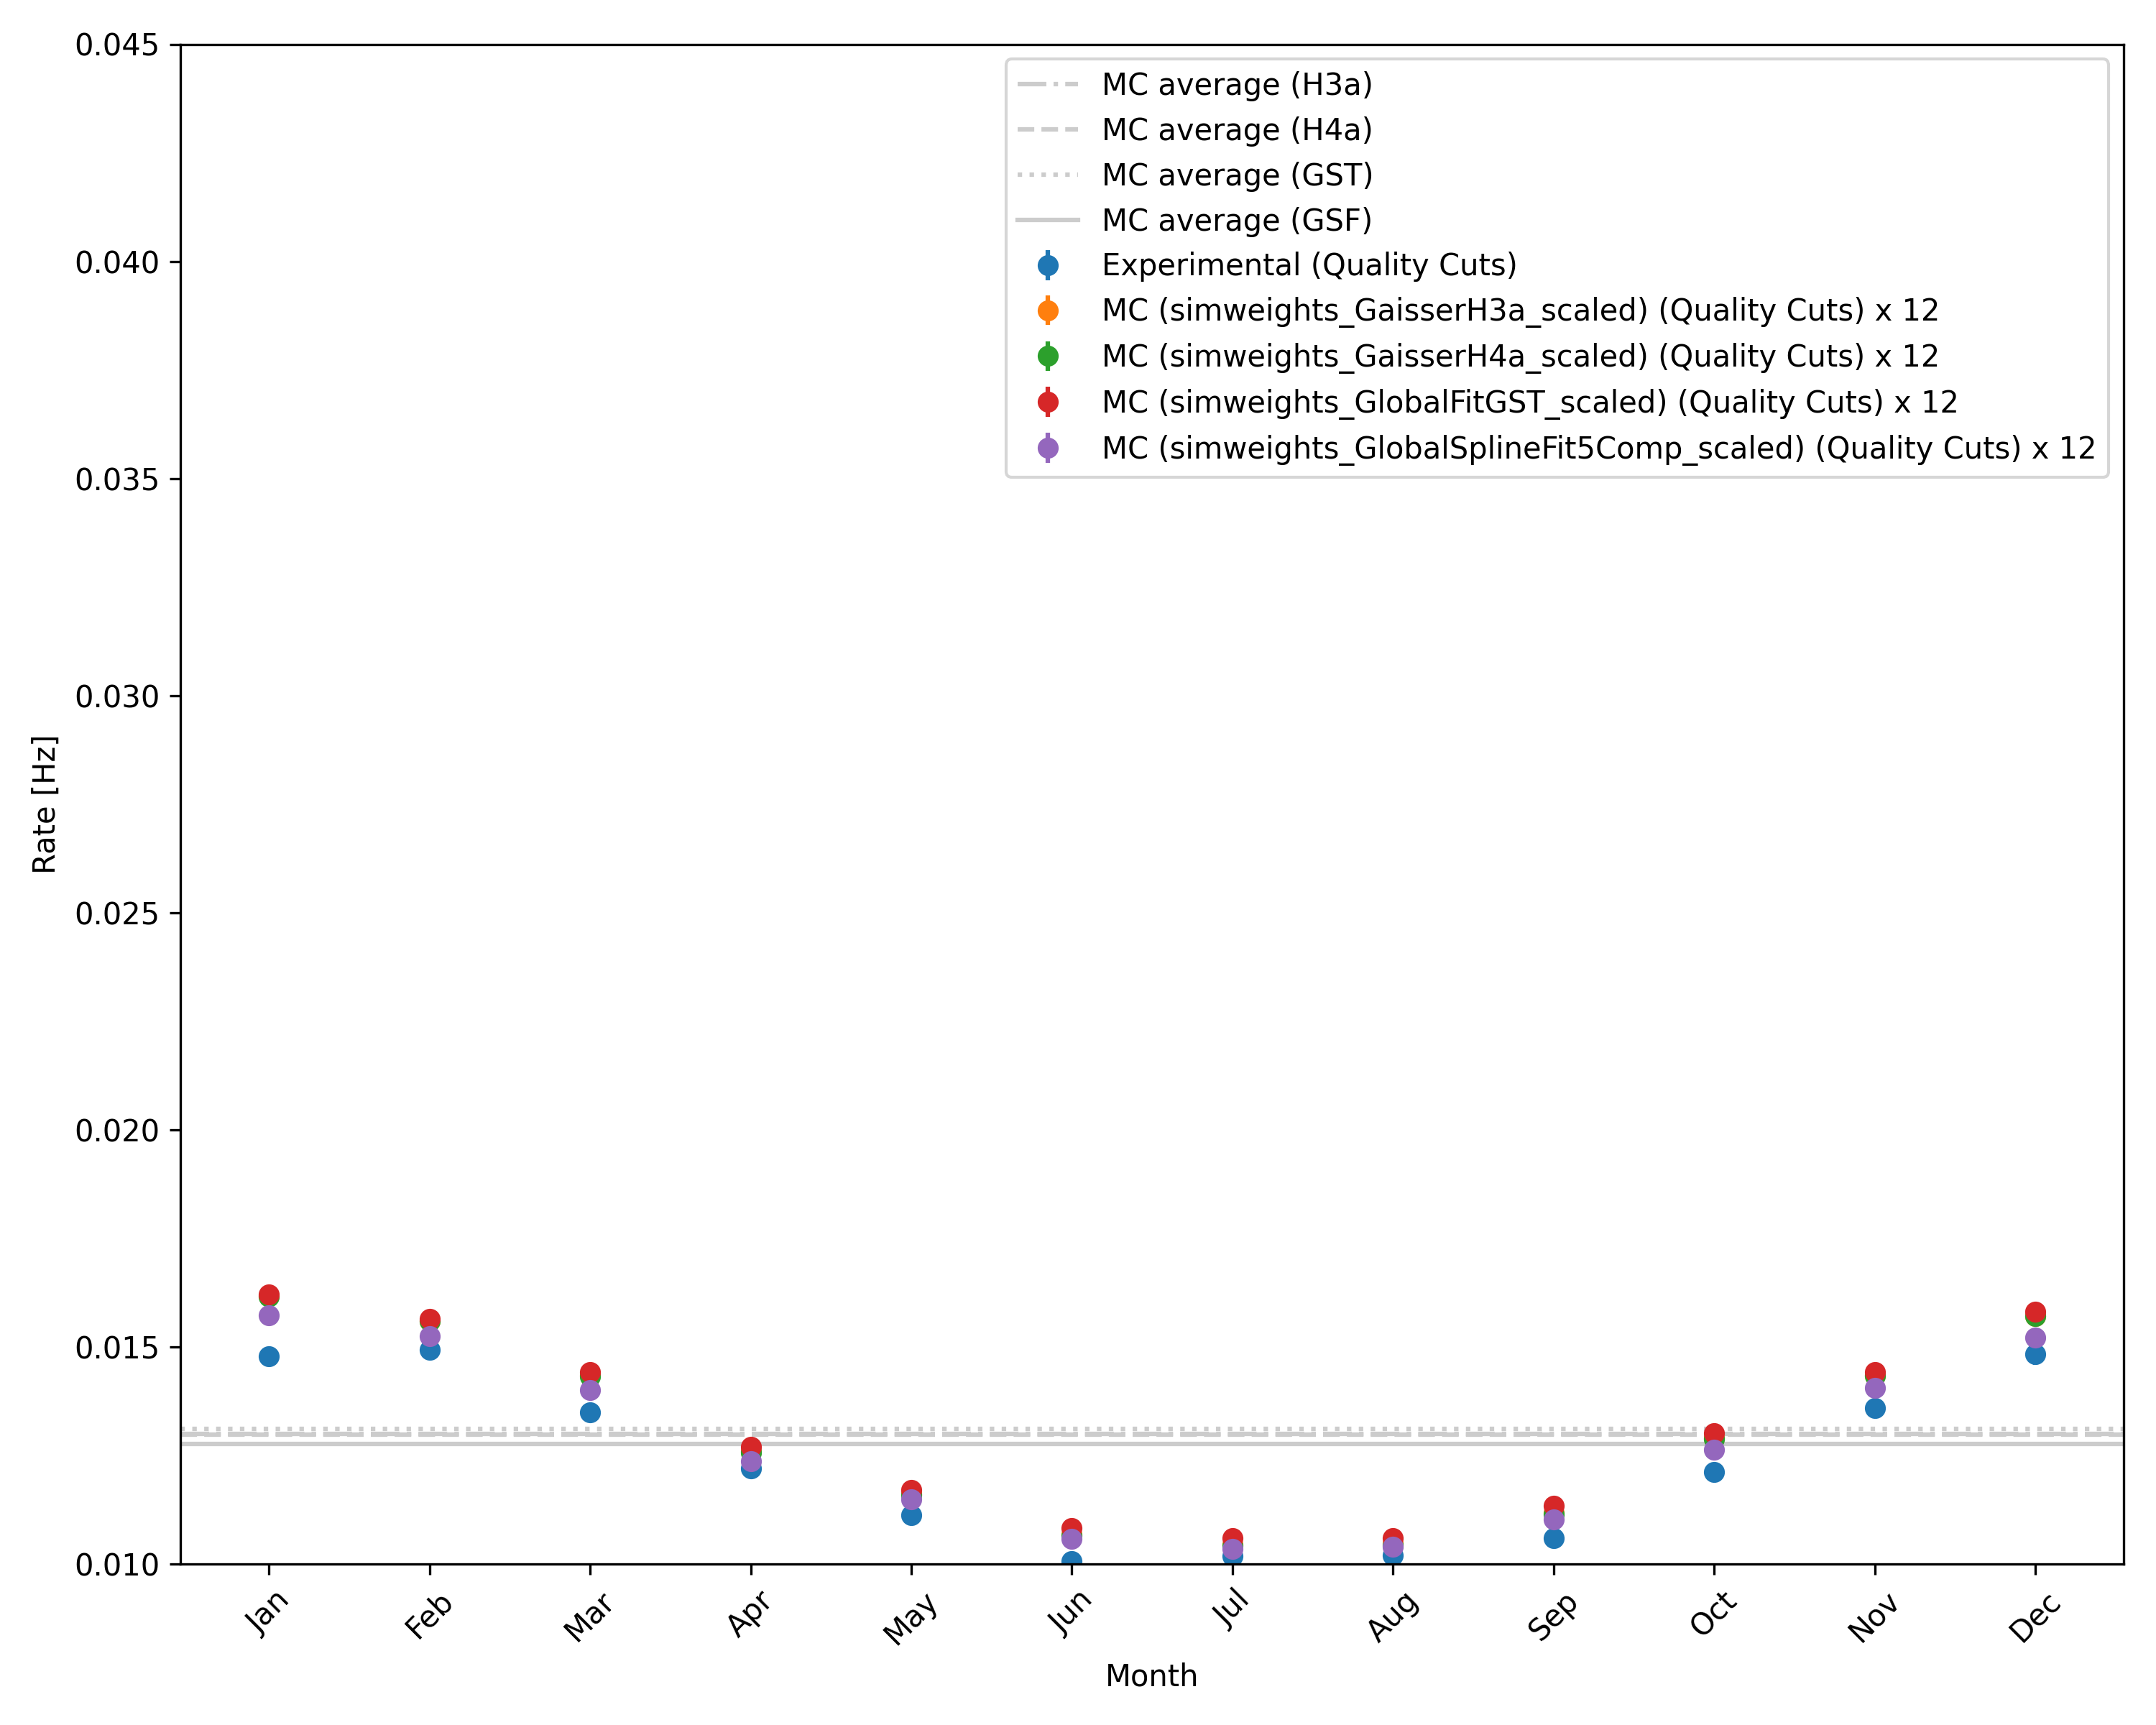 0.045
0.040
0.035
0.030
0.025
0.020
0.015
0.010
Rate [Hz]
MC average (H3a)
MC average (H4a)
MC average (GST)
MC average (GSF)
Experimental (Quality Cuts)
MC (simweights_GaisserH3a_scaled) (Quality Cuts) x 12
MC (simweights_GaisserH4a_scaled) (Quality Cuts) x 12
MC (simweights_GlobalFitGST_scaled) (Quality Cuts) x 12
MC (simweights_GlobalSplineFit5Comp_scaled) (Quality Cuts) x 12
Jan
Feb
Mar
Apr
May
Jun
Jul
Aug
Sep
Oct
Nov
Dec
Month